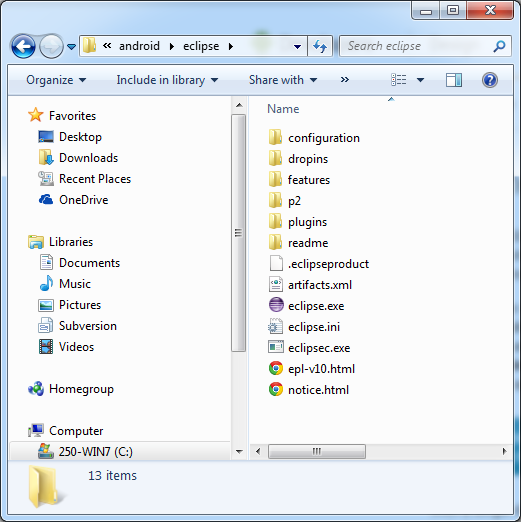 « android eclipse
Search eclipse
Organize Include in library Share with »
Favorites
Desktop
Downloads
Recent Places
OneDrive
Libraries
Documents
Music
Pictures
Subversion
Videos
Homegroup
Computer
250-WIN7 (C:)
Name
configuration
dropins
features
p2
plugins
readme
.eclipseproduct
artifacts.xml
eclipse.exe
eclipse.ini
eclipsec.exe
epl-v10.html
notice.html
13 items